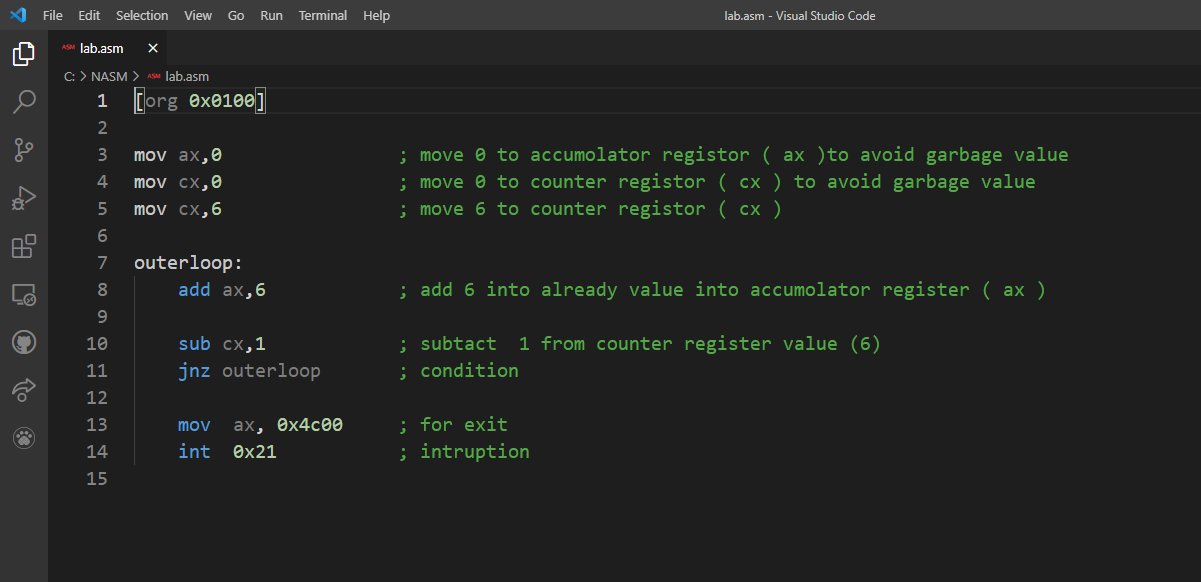 File Edit Selection View Go Run Terminal Help lab.asm - Visual Studio Code
ASM lab.asm
C: > NASM > ASM lab.asm
1 [org 0x0100]
2
3 mov ax,0 ; move 0 to accumolator registor ( ax )to avoid garbage value
4 mov cx,0 ; move 0 to counter registor ( cx ) to avoid garbage value
5 mov cx,6 ; move 6 to counter registor ( cx )
6
7 outerloop:
8 add ax,6 ; add 6 into already value into accumolator register ( ax )
9
10 sub cx,1 ; subtact  1 from counter register value (6)
11 jnz outerloop ; condition
12
13 mov  ax, 0x4c00 ; for exit
14 int  0x21 ; intruption
15